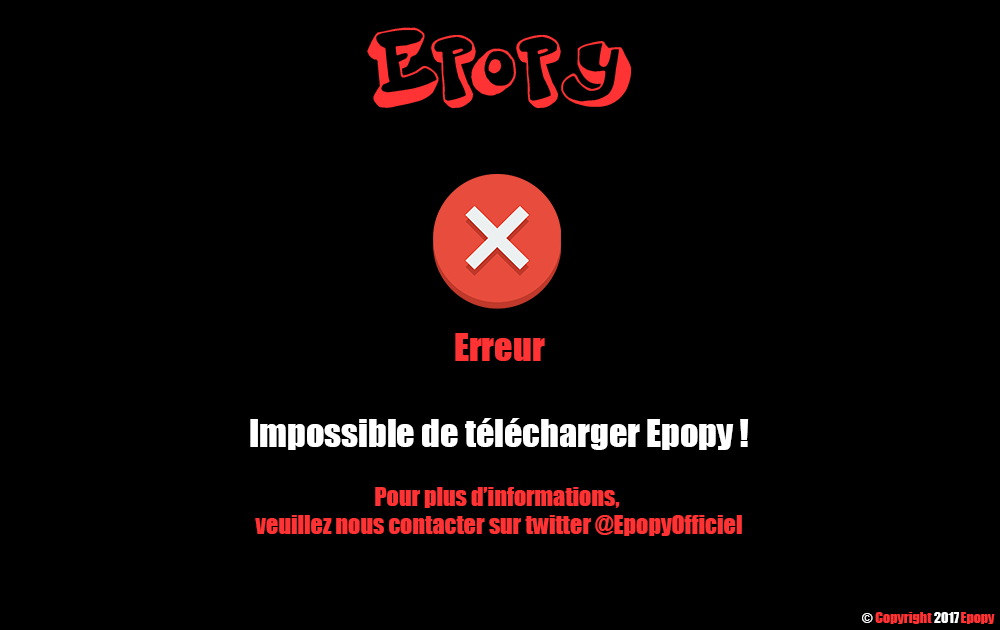 Epopy
Erreur
Impossible de télécharger Epopy !
Pour plus d'informations,
veuillez nous contacter sur twitter @EpopyOfficiel
© Copyright 2017 Epopy